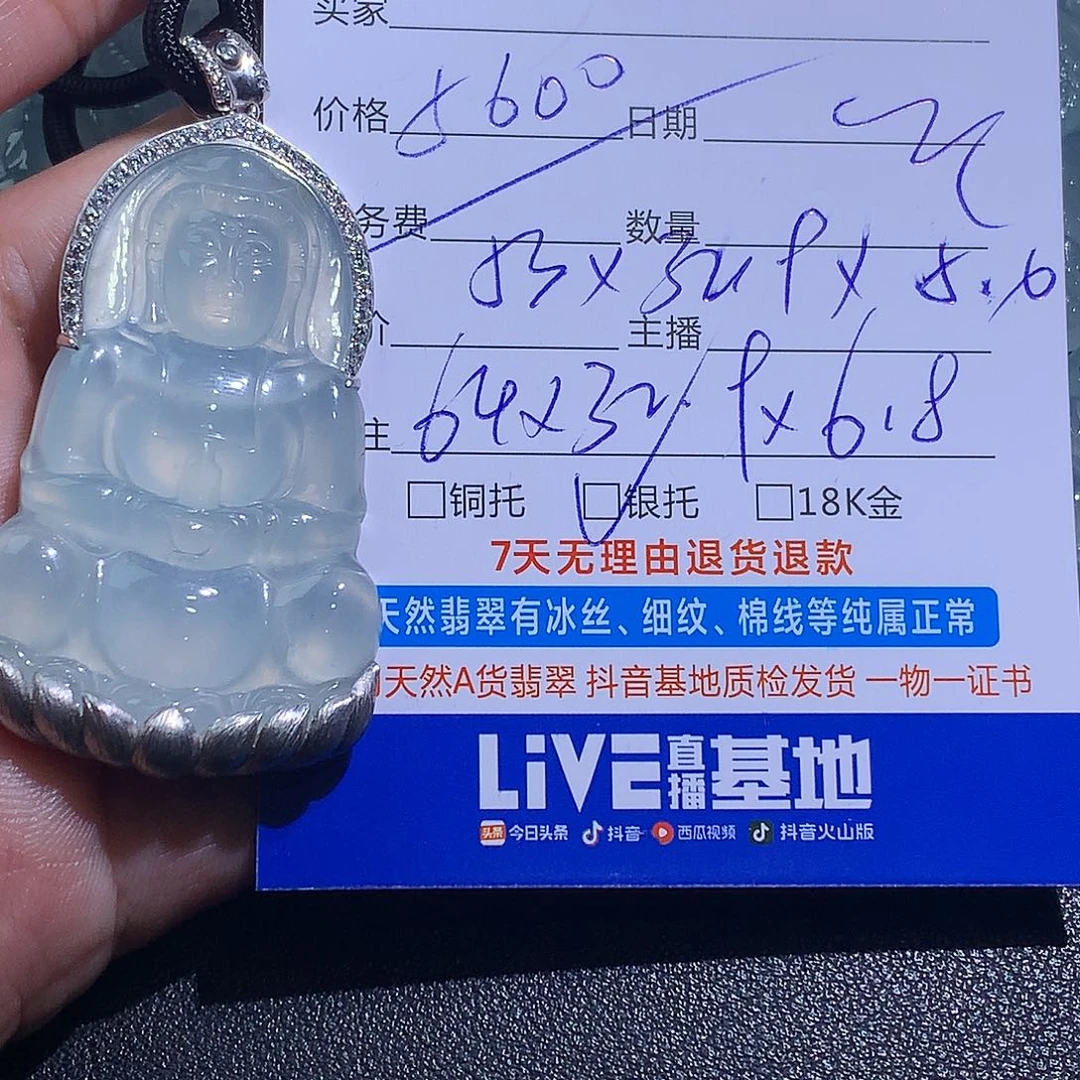 买家
价格 5600 日期
务费 数量
53x32.9x5.6
价 主播
主 64x32.9x6.8
□铜托 □银托 □18K金
7天无理由退货退款
天然翡翠有冰丝、细纹、棉线等纯属正常
天然A货翡翠 抖音基地质检发货 一物一证书
LiVE直播基地
头条 今日头条 抖音 西瓜视频 抖音火山版